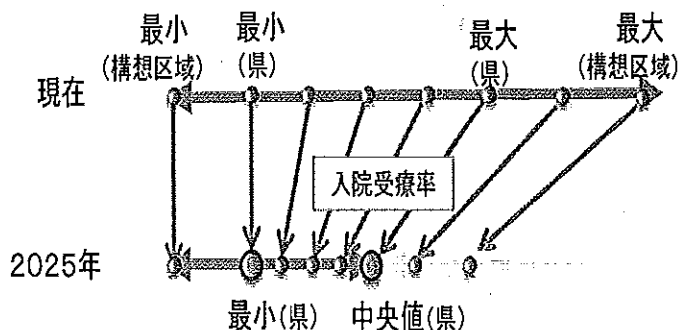 最小
(構想区域)
最小
(県)
最大
(県)
最大
(構想区域)
現在
入院受療率
2025年
最小(県)
中央値(県)